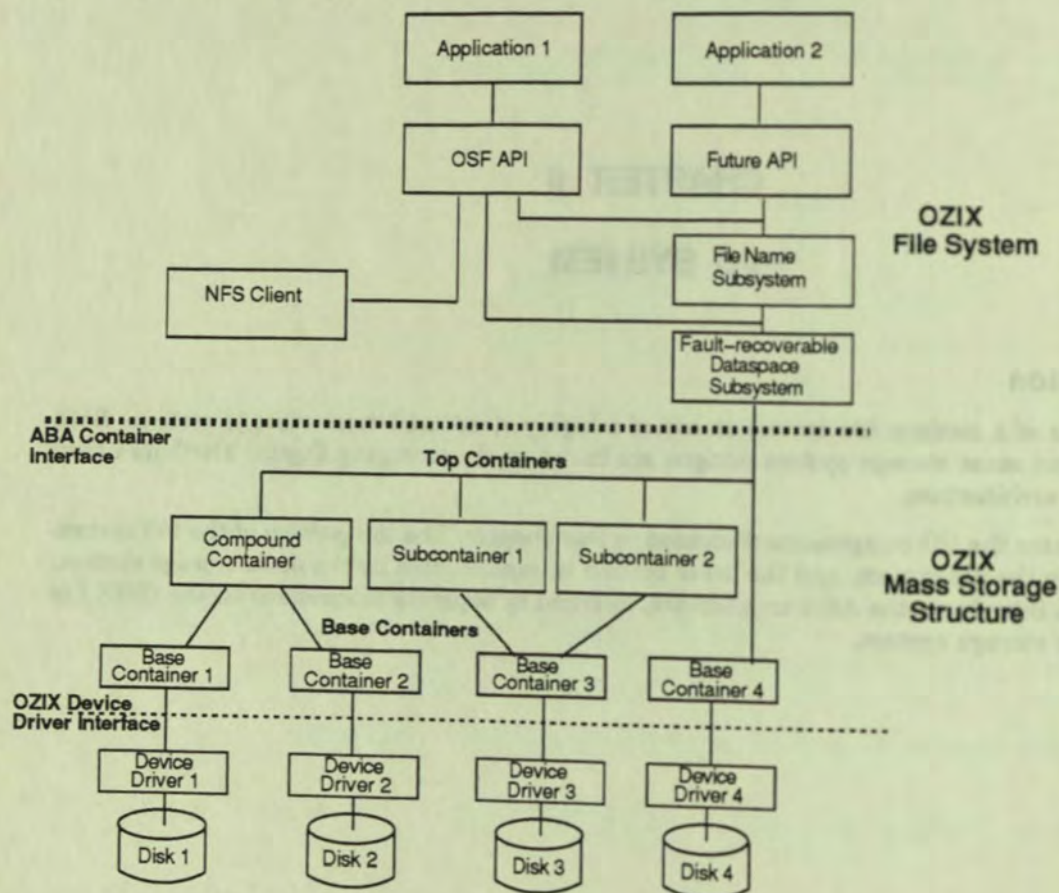 Application 1
Application 2
OSF API
Future API
OZIX
File System
File Name
Subsystem
NFS Client
Fault-recoverable
Dataspace
Subsystem
ABA Container
Interface
Top Containers
Compound
Container
Subcontainer 1
Subcontainer 2
OZIX
Mass Storage
Structure
Base Containers
Base
Container 1
Base
Container 2
Base
Container 3
Base
Container 4
OZIX Device
Driver Interface
Device
Driver 1
Device
Driver 2
Device
Driver 3
Device
Driver 4
Disk 1
Disk 2
Disk 3
Disk 4